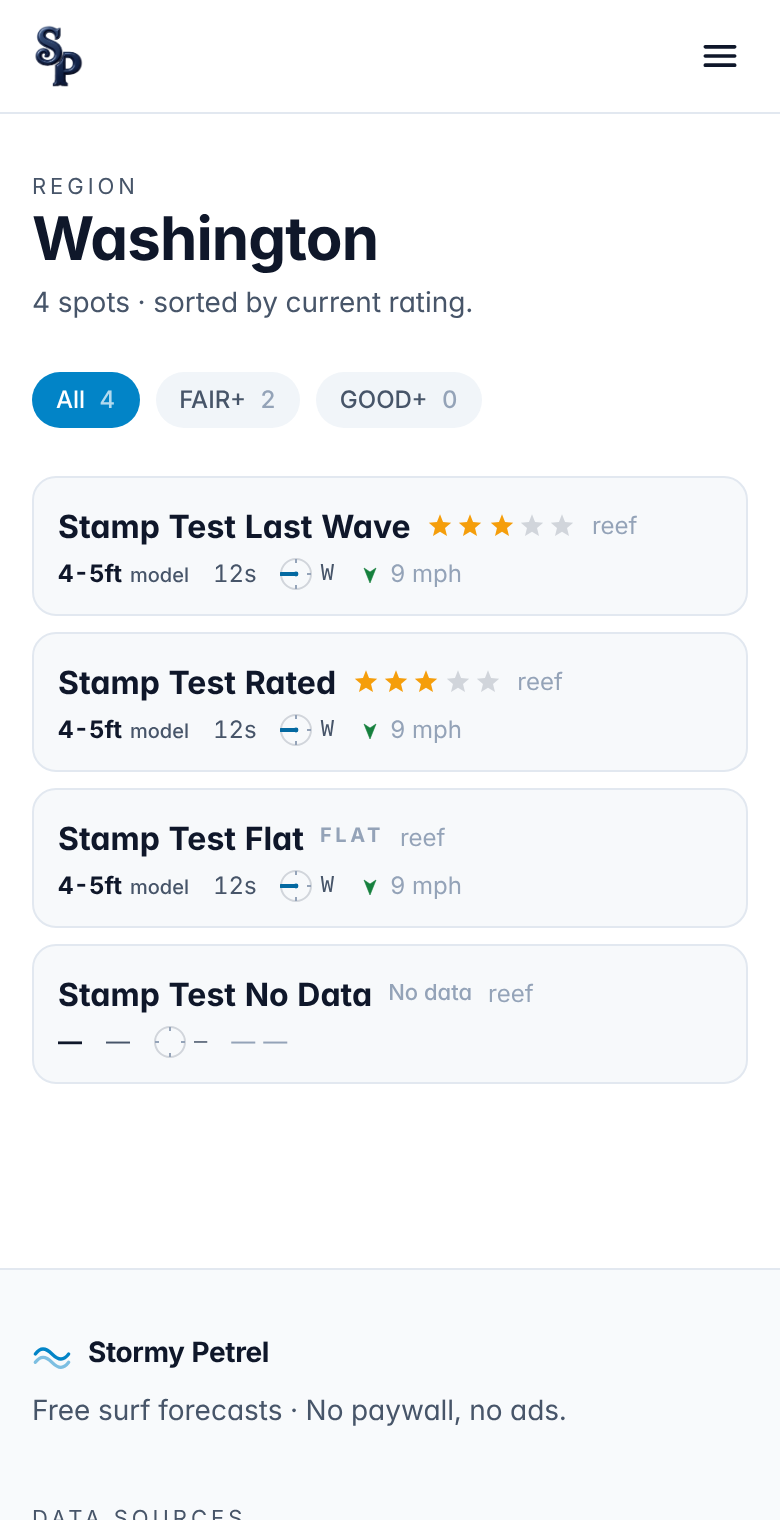 SP
REGION
Washington
4 spots · sorted by current rating.
All 4 FAIR+ 2 GOOD+ 0
Stamp Test Last Wave reef
4-5ft model 12s W 9 mph
Stamp Test Rated reef
4-5ft model 12s W 9 mph
Stamp Test Flat FLAT reef
4-5ft model 12s W 9 mph
Stamp Test No Data No data reef
— — – — —
Stormy Petrel
Free surf forecasts · No paywall, no ads.
DATA SOURCES